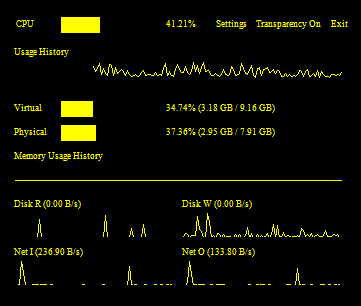 CPU 41.21% Settings Transparency On Exit
Usage History
Virtual 34.74% (3.18 GB / 9.16 GB)
Physical 37.36% (2.95 GB / 7.91 GB)
Memory Usage History
Disk R (0.00 B/s) Disk W (0.00 B/s)
Net I (236.90 B/s) Net O (133.80 B/s)